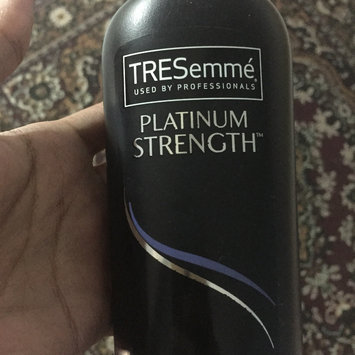 TRESemmé®
USED BY PROFESSIONALS
PLATINUM
STRENGTH™